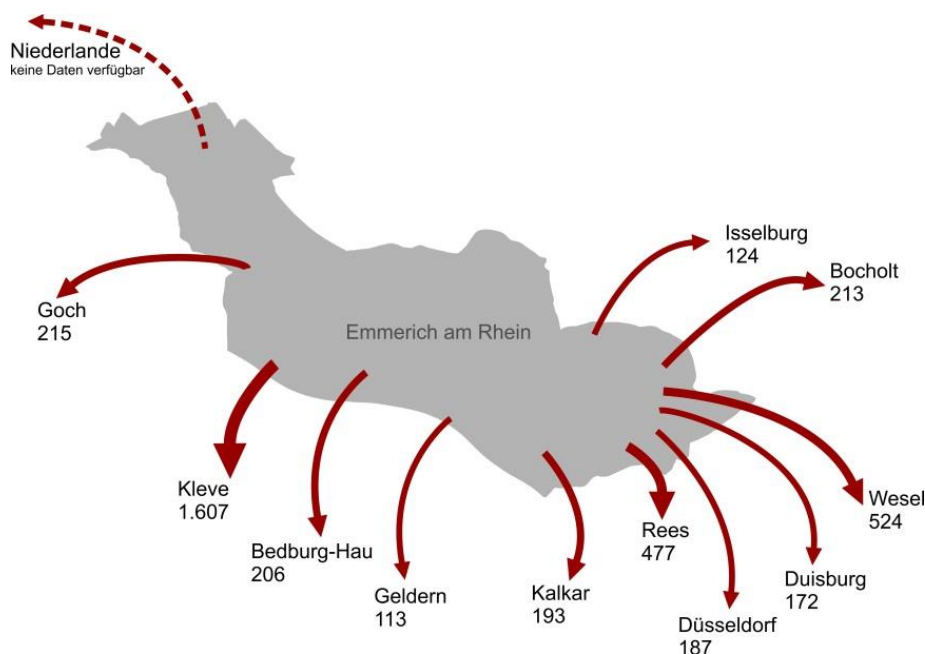 Niederlande
keine Daten verfügbar
Isselburg
124
Bocholt
213
Goch
215
Emmerich am Rhein
Kleve
1.607
Wesel
524
Bedburg-Hau
206
Rees
477
Geldern
113
Kalkar
193
Duisburg
172
Düsseldorf
187